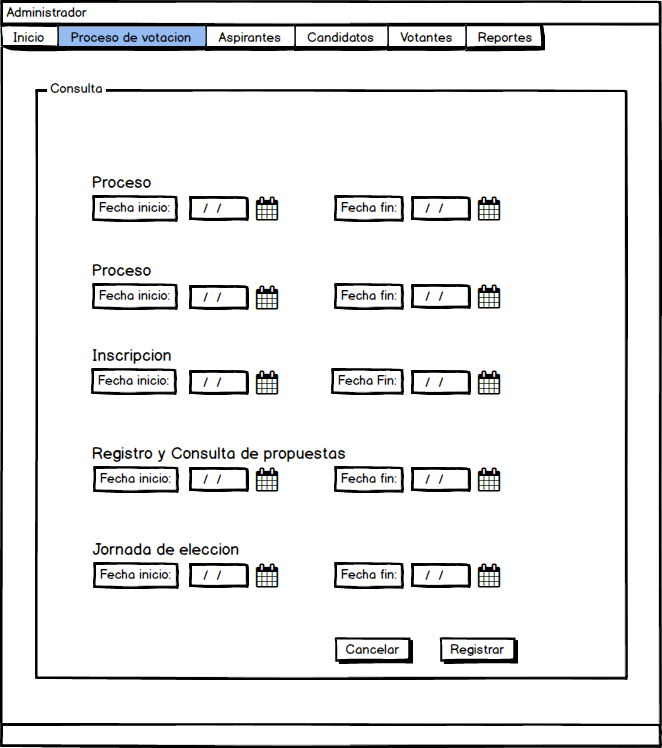 Administrador
Inicio Proceso de votacion Aspirantes Candidatos Votantes Reportes
Consulta
Proceso
Fecha inicio: / / Fecha fin: / /
Proceso
Fecha inicio: / / Fecha fin: / /
Inscripcion
Fecha inicio: / / Fecha Fin: / /
Registro y Consulta de propuestas
Fecha inicio: / / Fecha fin: / /
Jornada de eleccion
Fecha inicio: / / Fecha fin: / /
Cancelar Registrar